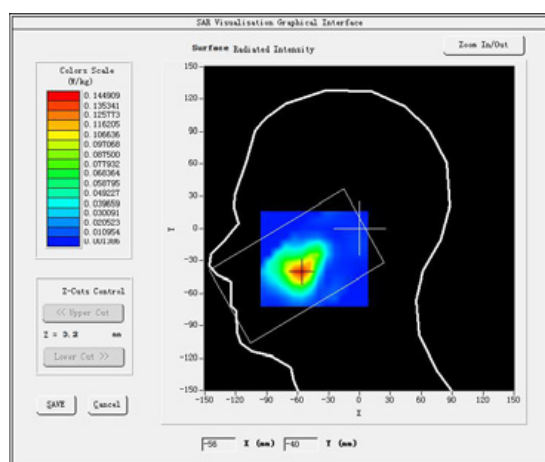 SAR Visualisation Graphical Interface
Surface Radiated Intensity
Zoom In/Out
Colors Scale
(W/kg)
0.144909
0.135341
0.125773
0.116205
0.106636
0.097068
0.087500
0.077932
0.068364
0.058795
0.049227
0.039659
0.030091
0.020523
0.010954
0.001386
150
120
90
60
30
0
-30
-60
-90
-120
-150
Y
-150 -120 -90 -60 -30 0 30 60 90 120 150
X
Z-Cuts Control
<< Upper Cut
Z = 3.2 mm
Lower Cut >>
SAVE Cancel
-56 X (mm) -40 Y (mm)